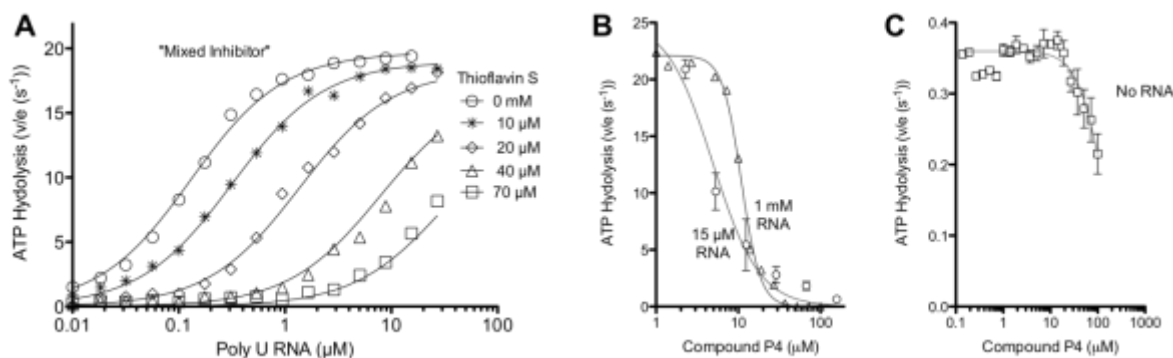 A
"Mixed Inhibitor"
Thioflavin S
0 mM
10 μM
20 μM
40 μM
70 μM
ATP Hydolysis (v/e (s⁻¹))
20
15
10
5
0
0.01
0.1
1
10
100
Poly U RNA (μM)
B
ATP Hydolysis (v/e (s⁻¹))
25
20
15
10
5
0
1 mM
RNA
15 μM
RNA
1
10
100
Compound P4 (μM)
C
ATP Hydolysis (v/e (s⁻¹))
0.4
0.3
0.2
0.1
0.0
No RNA
0.1
1
10
100
1000
Compound P4 (μM)